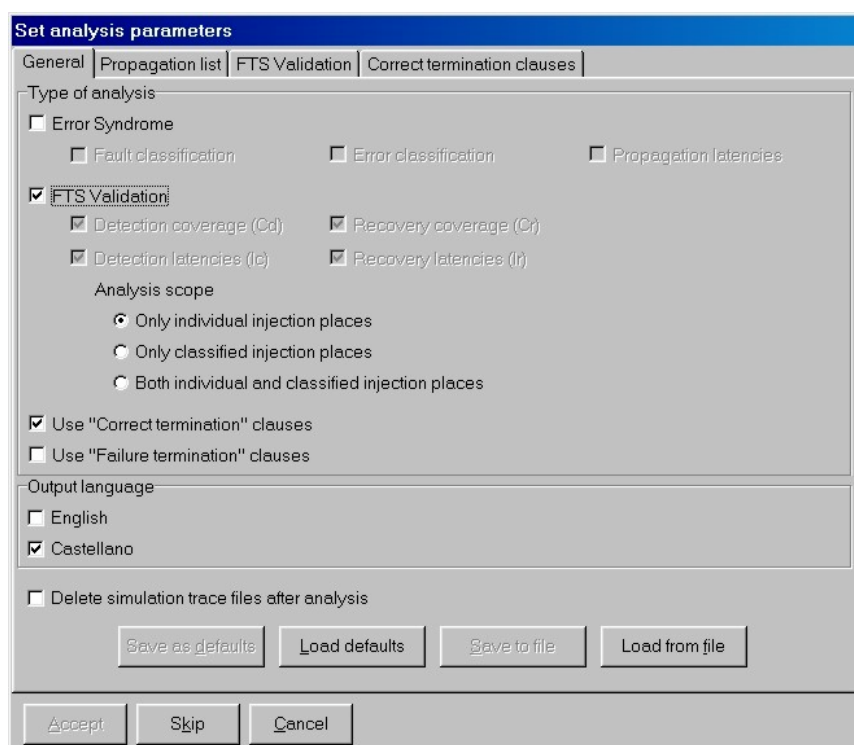 Set analysis parameters
General Propagation list FTS Validation Correct termination clauses
Type of analysis
Error Syndrome
Fault classification Error classification Propagation latencies
FTS Validation
Detection coverage (Cd) Recovery coverage (Cr)
Detection latencies (lc) Recovery latencies (lr)
Analysis scope
Only individual injection places
Only classified injection places
Both individual and classified injection places
Use "Correct termination" clauses
Use "Failure termination" clauses
Output language
English
Castellano
Delete simulation trace files after analysis
Save as defaults Load defaults Save to file Load from file
Accept Skip Cancel